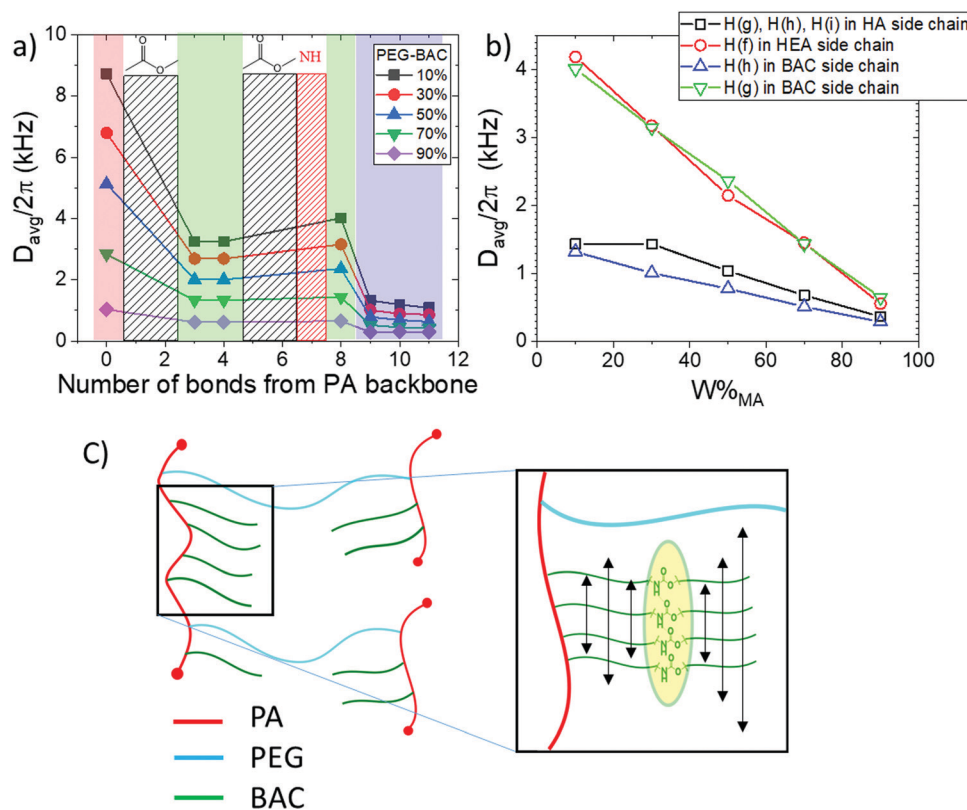 a)
D_avg/2π (kHz)
10
8
6
4
2
0
O
O
O
O
NH
PEG-BAC
10%
30%
50%
70%
90%
0 2 4 6 8 10 12
Number of bonds from PA backbone
b)
D_avg/2π (kHz)
4
3
2
1
0
H(g), H(h), H(i) in HA side chain
H(f) in HEA side chain
H(h) in BAC side chain
H(g) in BAC side chain
0 20 40 60 80 100
W%_MA
C)
PA
PEG
BAC
O
N O
H
O
N O
H
O
N O
H
O
N O
H